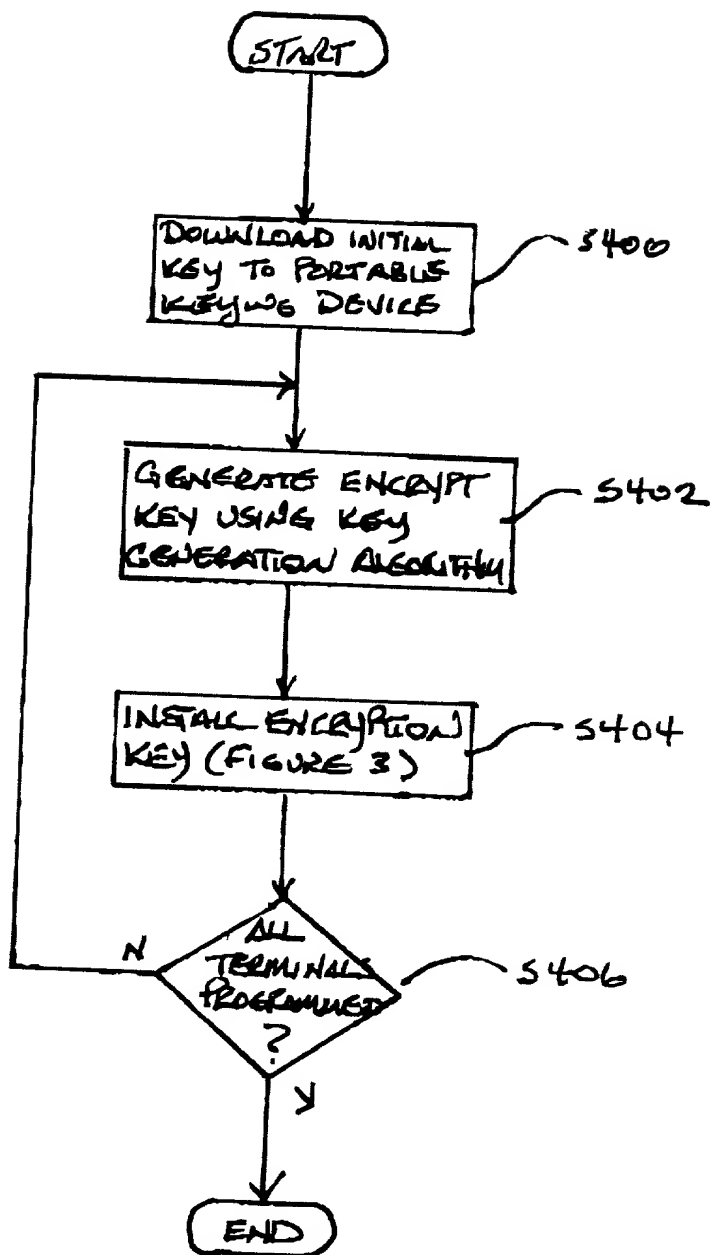 START
DOWNLOAD INITIAL
KEY TO PORTABLE
KEYING DEVICE
S400
GENERATE ENCRYPT
KEY USING KEY
GENERATION ALGORITHM
S402
INSTALL ENCRYPTION
KEY (FIGURE 3)
S404
N
ALL
TERMINALS
PROGRAMMED
?
S406
Y
END